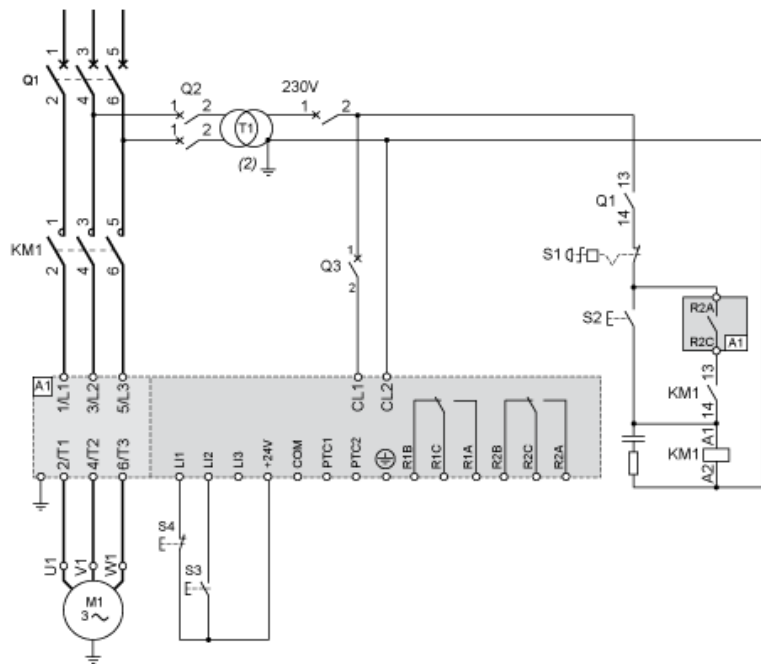 1 3 5
Q1
2 4 6
Q2
1 2
1 2
T1
(2)
230V
1 2
13
Q1
14
1 3 5
KM1
2 4 6
1
Q3
2
S1
S2
R2A
R2C
A1
13
KM1
14
A1
KM1
A2
A1
1/L1 3/L2 5/L3
CL1 CL2
2/T1 4/T2 6/T3
LI1 LI2 LI3 +24V COM PTC1 PTC2 R1B R1C R1A R2B R2C R2A
S4
S3
U1 V1 W1
M1
3